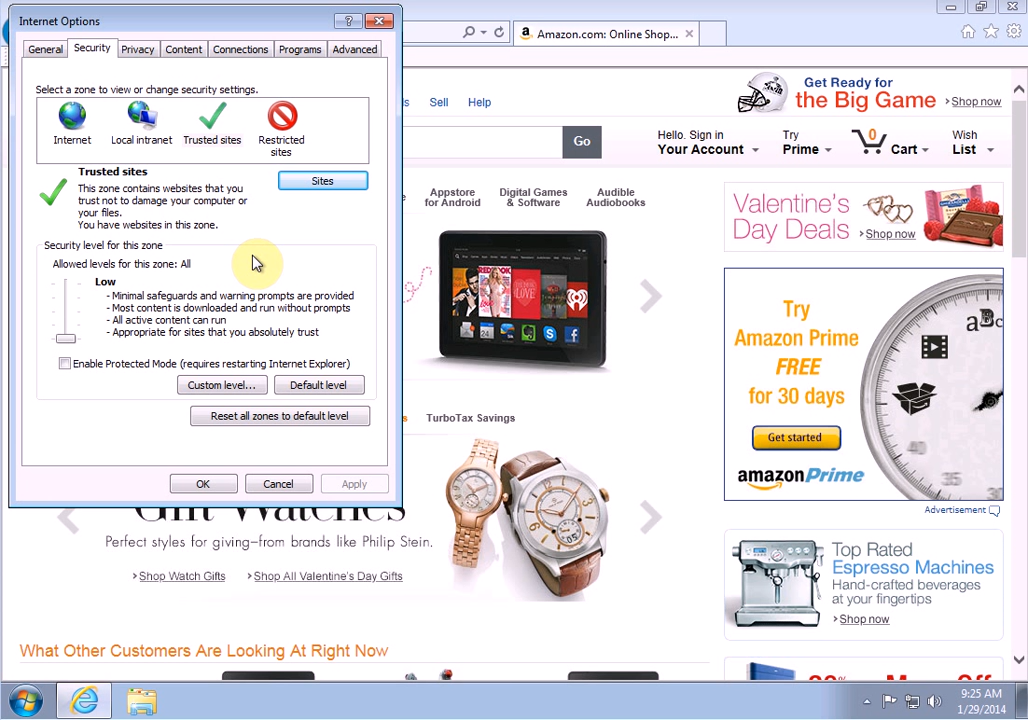 Internet Options
?
General
Security
Privacy
Content
Connections
Programs
Advanced
Select a zone to view or change security settings.
Internet
Local intranet
Trusted sites
Restricted
sites
Trusted sites
Sites
This zone contains websites that you
trust not to damage your computer or
your files.
You have websites in this zone.
Security level for this zone
Allowed levels for this zone: All
Low
- Minimal safeguards and warning prompts are provided
- Most content is downloaded and run without prompts
- All active content can run
- Appropriate for sites that you absolutely trust
Enable Protected Mode (requires restarting Internet Explorer)
Custom level...
Default level
Reset all zones to default level
OK
Cancel
Apply
Amazon.com: Online Shop...
Sell
Help
Get Ready for
the Big Game
Shop now
Go
Hello. Sign in
Your Account
Try
Prime
0
Cart
Wish
List
Appstore
for Android
Digital Games
& Software
Audible
Audiobooks
Valentine's
Day Deals
Shop now
Try
Amazon Prime
FREE
for 30 days
Get started
amazonPrime
Advertisement
TurboTax Savings
Gift Watches
Perfect styles for giving—from brands like Philip Stein.
Shop Watch Gifts
Shop All Valentine's Day Gifts
Top Rated
Espresso Machines
Hand-crafted beverages
at your fingertips
Shop now
What Other Customers Are Looking At Right Now
9:25 AM
1/29/2014